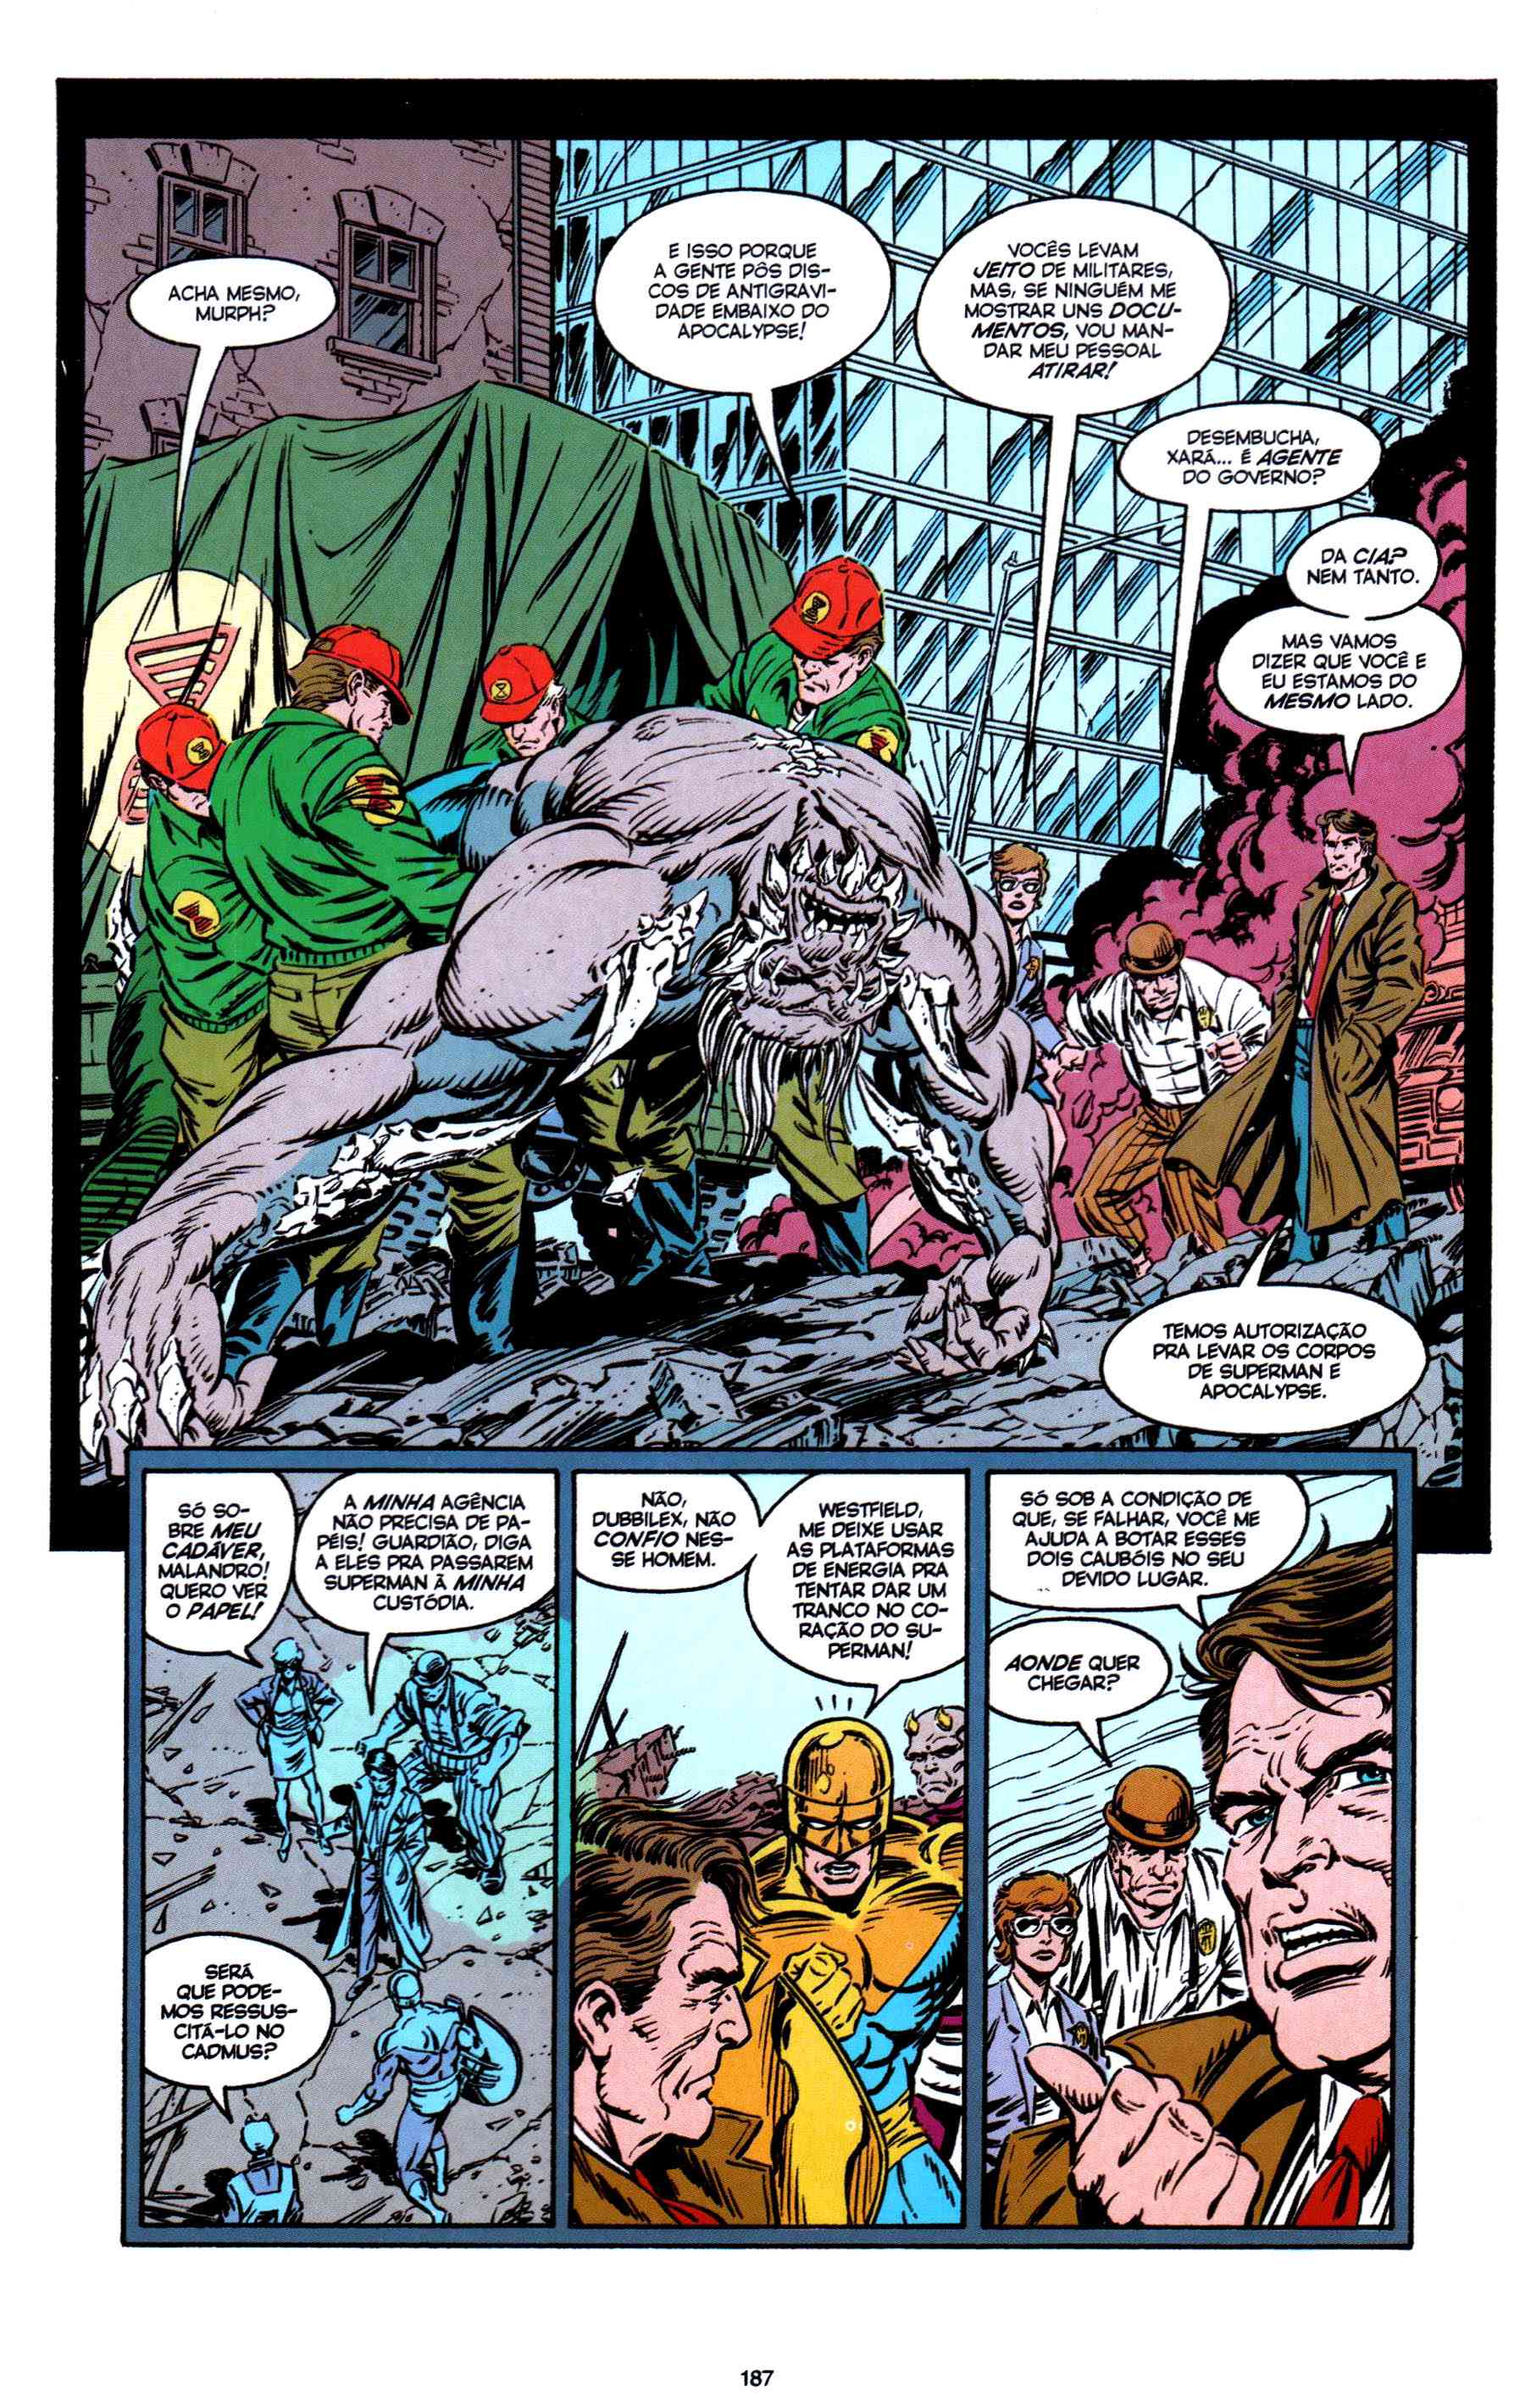 ACHA MESMO,
MURPH?
E ISSO PORQUE
A GENTE PÔS DIS-
COS DE ANTIGRAVI-
DADE EMBAIXO DO
APOCALYPSE!
VOCÊS LEVAM
JEITO DE MILITARES,
MAS, SE NINGUÉM ME
MOSTRAR UNS DOCU-
MENTOS, VOU MAN-
DAR MEU PESSOAL
ATIRAR!
DESEMBUCHA,
XARÁ... É AGENTE
DO GOVERNO?
DA CIA?
NEM TANTO.
MAS VAMOS
DIZER QUE VOCÊ E
EU ESTAMOS DO
MESMO LADO.
TEMOS AUTORIZAÇÃO
PRA LEVAR OS CORPOS
DE SUPERMAN E
APOCALYPSE.
SÓ SO-
BRE MEU
CADÁVER,
MALANDRO!
QUERO VER
O PAPEL!
A MINHA AGÊNCIA
NÃO PRECISA DE PA-
PÉIS! GUARDIÃO, DIGA
A ELES PRA PASSAREM
SUPERMAN À MINHA
CUSTÓDIA.
SERÁ
QUE PODE-
MOS RESSUS-
CITÁ-LO NO
CADMUS?
NÃO,
DUBBILEX, NÃO
CONFIO NES-
SE HOMEM.
WESTFIELD,
ME DEIXE USAR
AS PLATAFORMAS
DE ENERGIA PRA
TENTAR DAR UM
TRANCO NO CO-
RAÇÃO DO SU-
PERMAN!
SÓ SOB A CONDIÇÃO DE
QUE, SE FALHAR, VOCÊ ME
AJUDA A BOTAR ESSES
DOIS CAUBÓIS NO SEU
DEVIDO LUGAR.
AONDE QUER
CHEGAR?
187